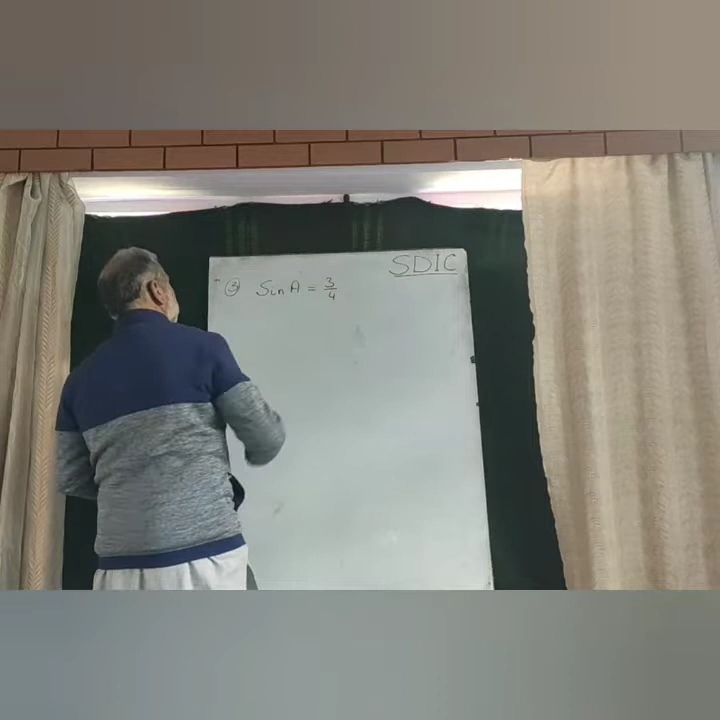 SDIC
③ Sin A = 3/4